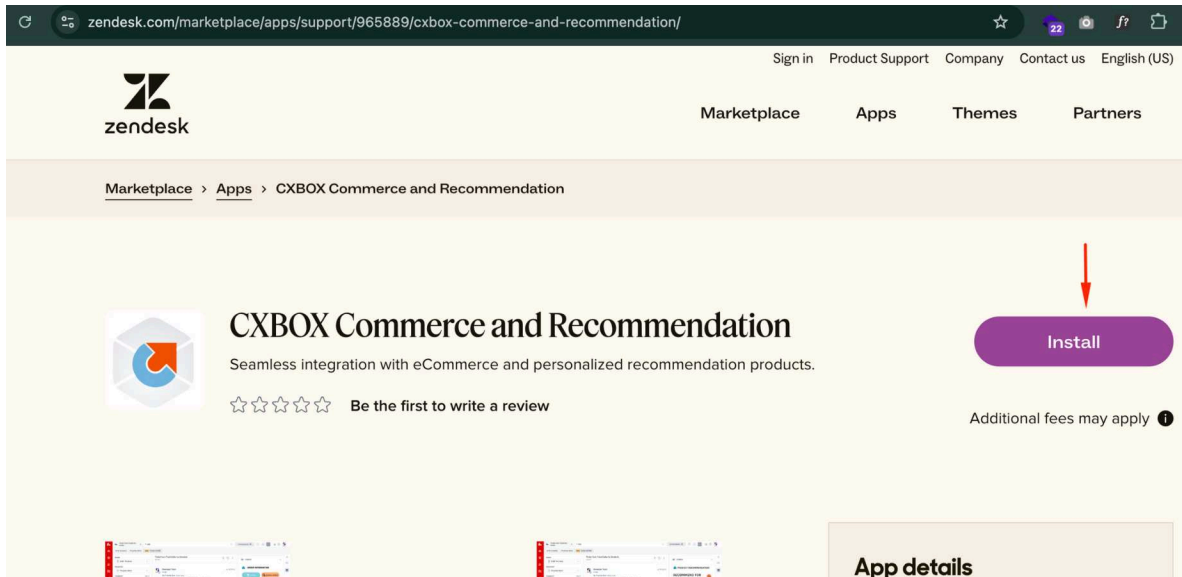 zendesk.com/marketplace/apps/support/965889/cxbox-commerce-and-recommendation/
22
f?
Sign in Product Support Company Contact us English (US)
zendesk
Marketplace Apps Themes Partners
Marketplace > Apps > CXBOX Commerce and Recommendation
CXBOX Commerce and Recommendation
Install
Seamless integration with eCommerce and personalized recommendation products.
Be the first to write a review
Additional fees may apply
App details